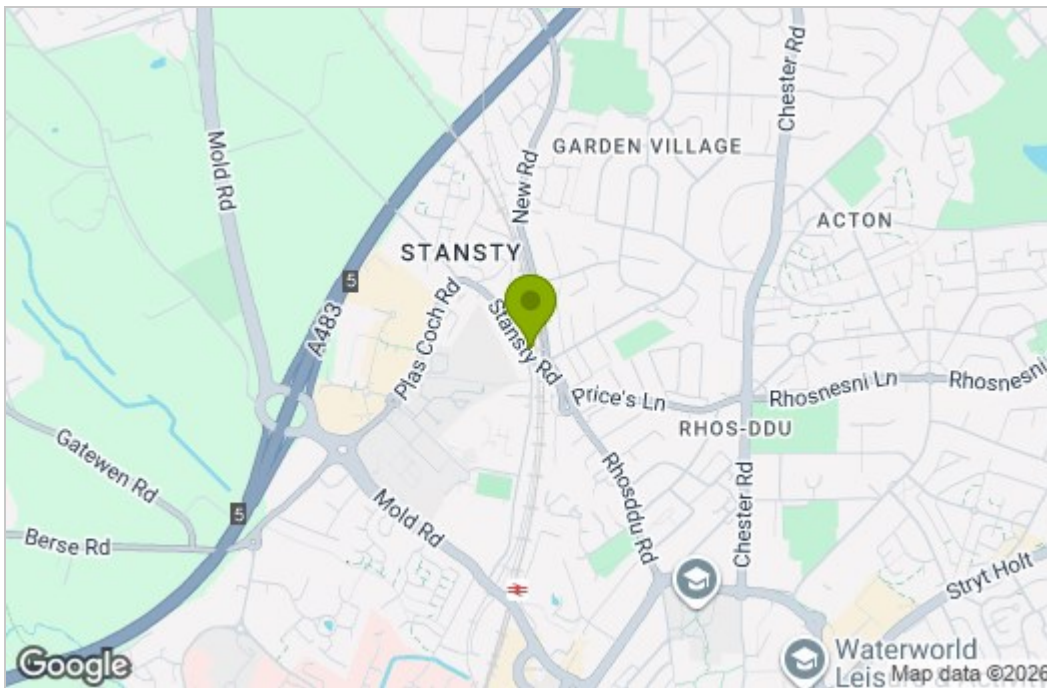 Mold Rd
New Rd
GARDEN VILLAGE
Chester Rd
ACTON
STANSTY
5
A483
Plas Coch Rd
Stansty Rd
Price's Ln
Rhosnesni Ln
Rhosnesni
RHOS-DDU
Gatewen Rd
5
Berse Rd
Mold Rd
Rhosddu Rd
Chester Rd
Stryt Holt
Waterworld
Leis
Google
Map data ©2026